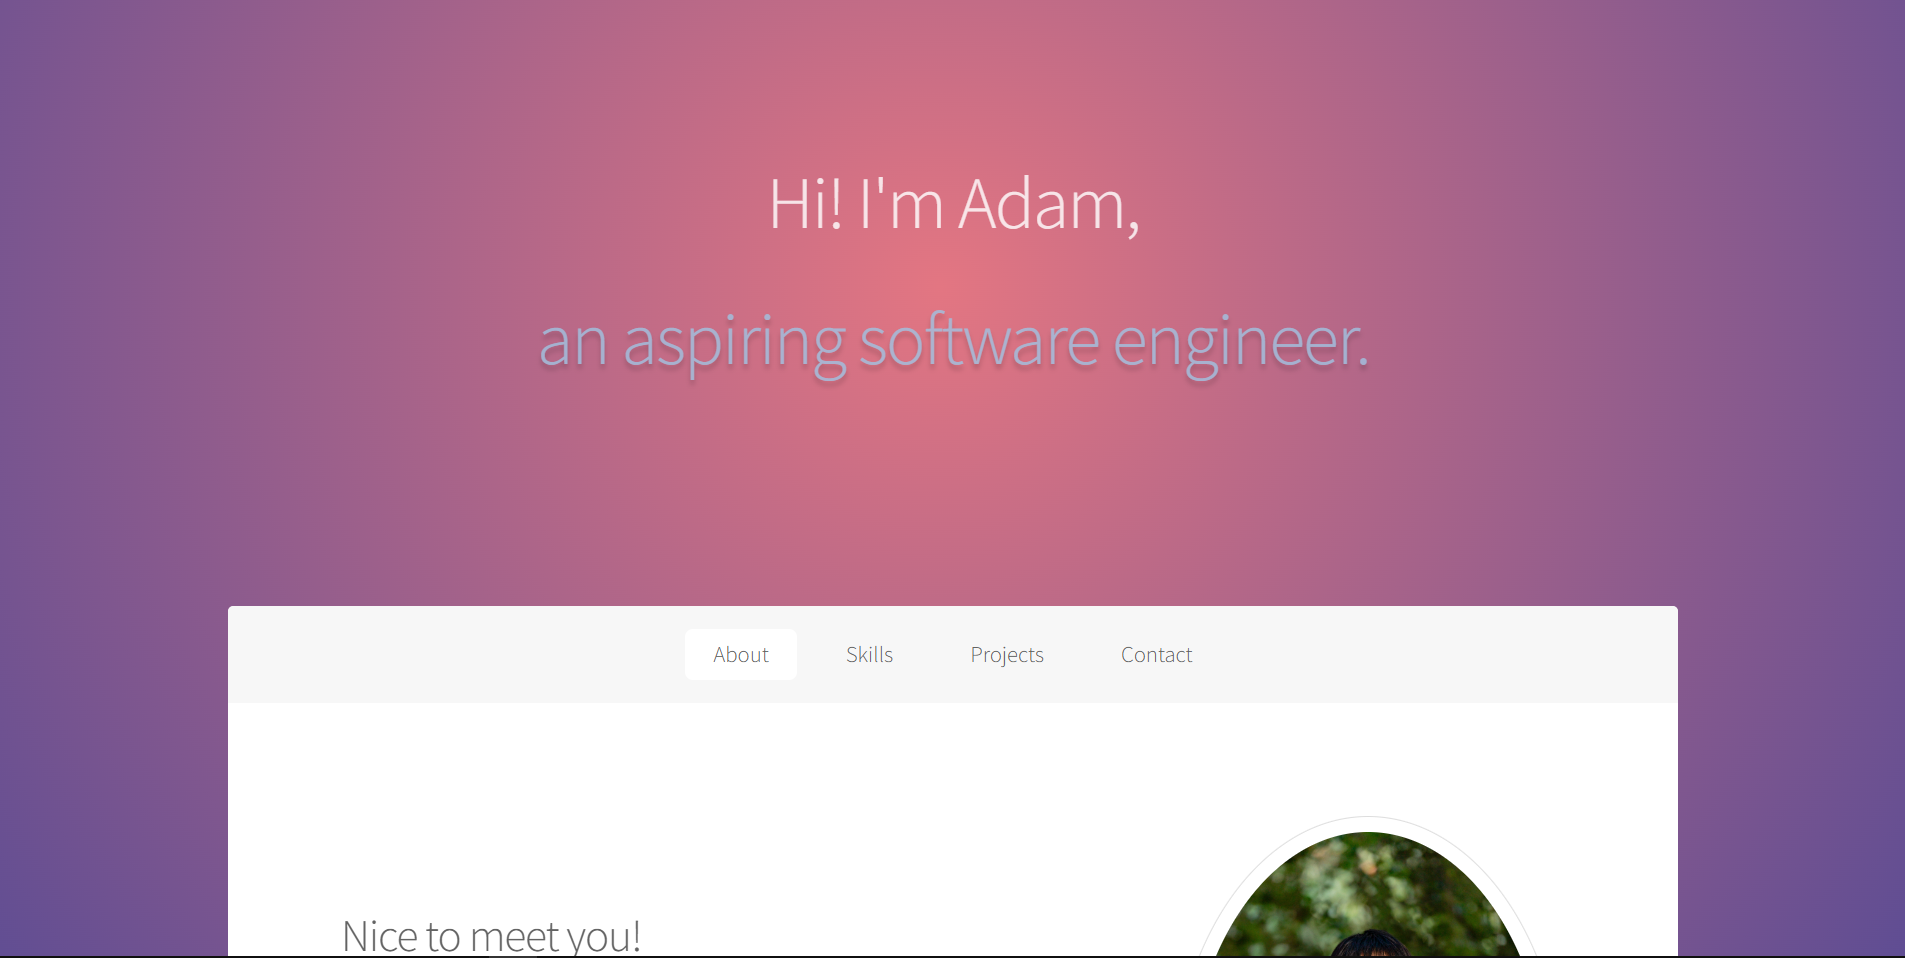 Hi! I'm Adam,
an aspiring software engineer.
About Skills Projects Contact
Nice to meet you!